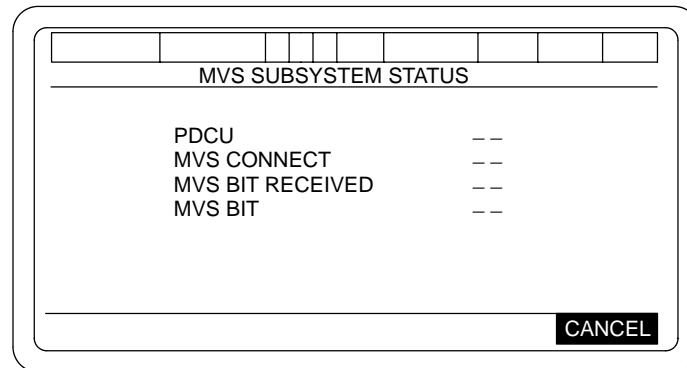 MVS SUBSYSTEM STATUS
PDCU – –
MVS CONNECT – –
MVS BIT RECEIVED – –
MVS BIT – –
CANCEL